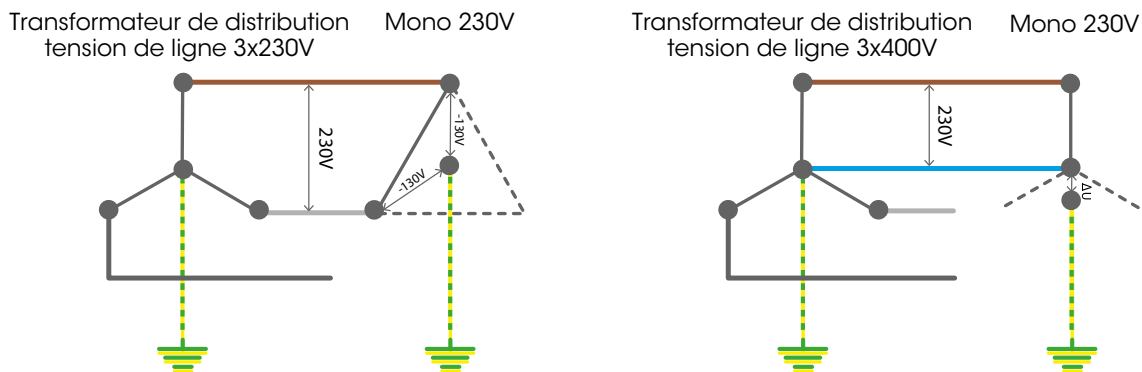 Transformateur de distribution
tension de ligne 3x230V
Mono 230V
230V
-130V
-130V
Transformateur de distribution
tension de ligne 3x400V
Mono 230V
230V
ΔU